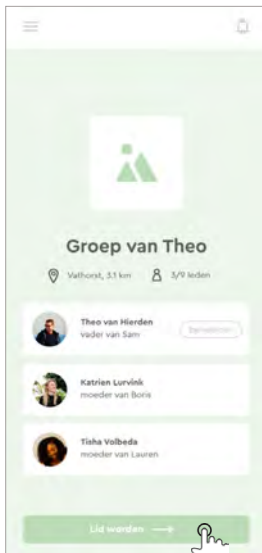 Groep van Theo
Vathorst, 3.1 km 3/9 leden
Theo van Hierden
vader van Sam
Katrien Lurvink
moeder van Boris
Tisha Volbeda
moeder van Lauren
Lid worden